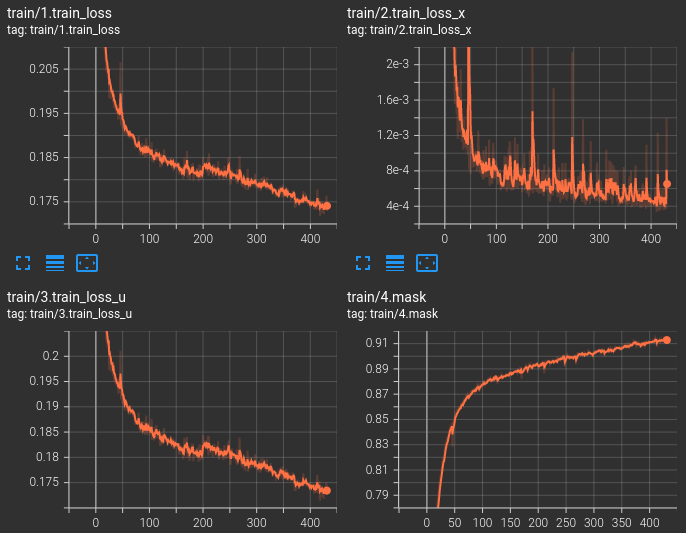 train/1.train_loss
tag: train/1.train_loss
0.205
0.195
0.185
0.175
0 100 200 300 400
train/2.train_loss_x
tag: train/2.train_loss_x
2e-3
1.6e-3
1.2e-3
8e-4
4e-4
0 100 200 300 400
train/3.train_loss_u
tag: train/3.train_loss_u
0.2
0.195
0.19
0.185
0.18
0.175
0 100 200 300 400
train/4.mask
tag: train/4.mask
0.91
0.89
0.87
0.85
0.83
0.81
0.79
0 50 100 150 200 250 300 350 400